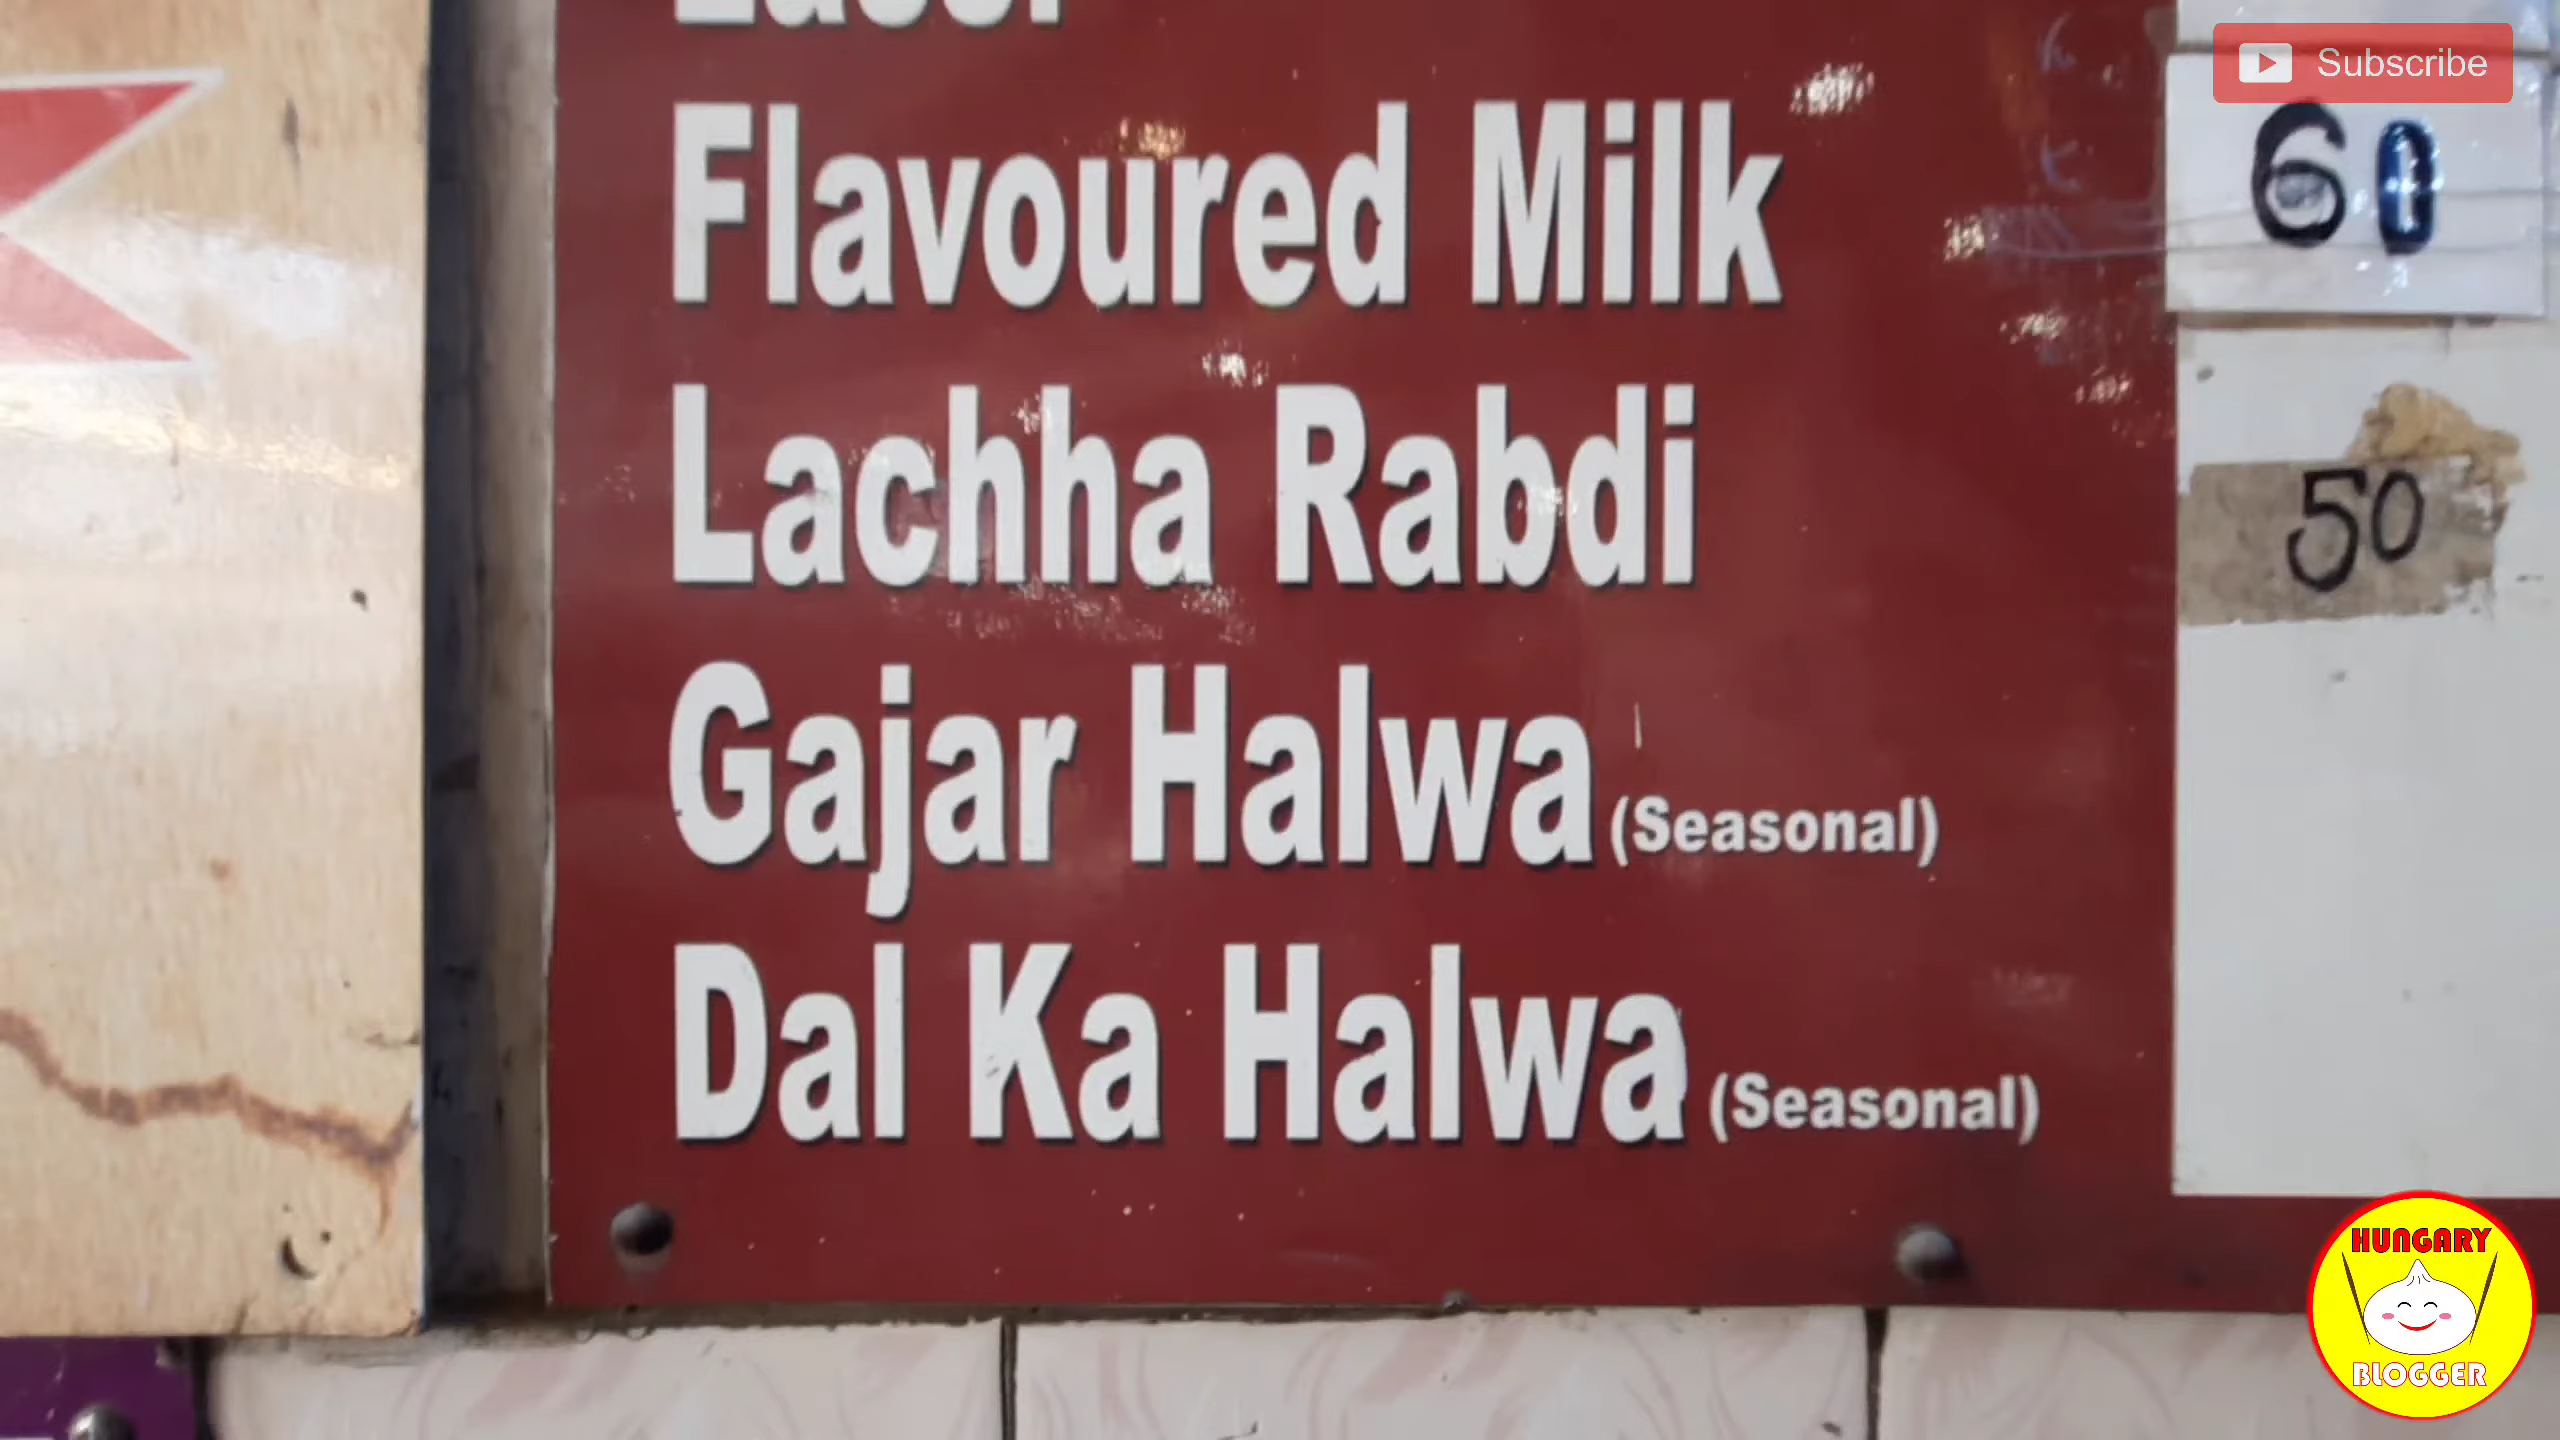 Subscribe
Flavoured Milk 60
Lachha Rabdi 50
Gajar Halwa (Seasonal)
Dal Ka Halwa (Seasonal)
HUNGARY
BLOGGER